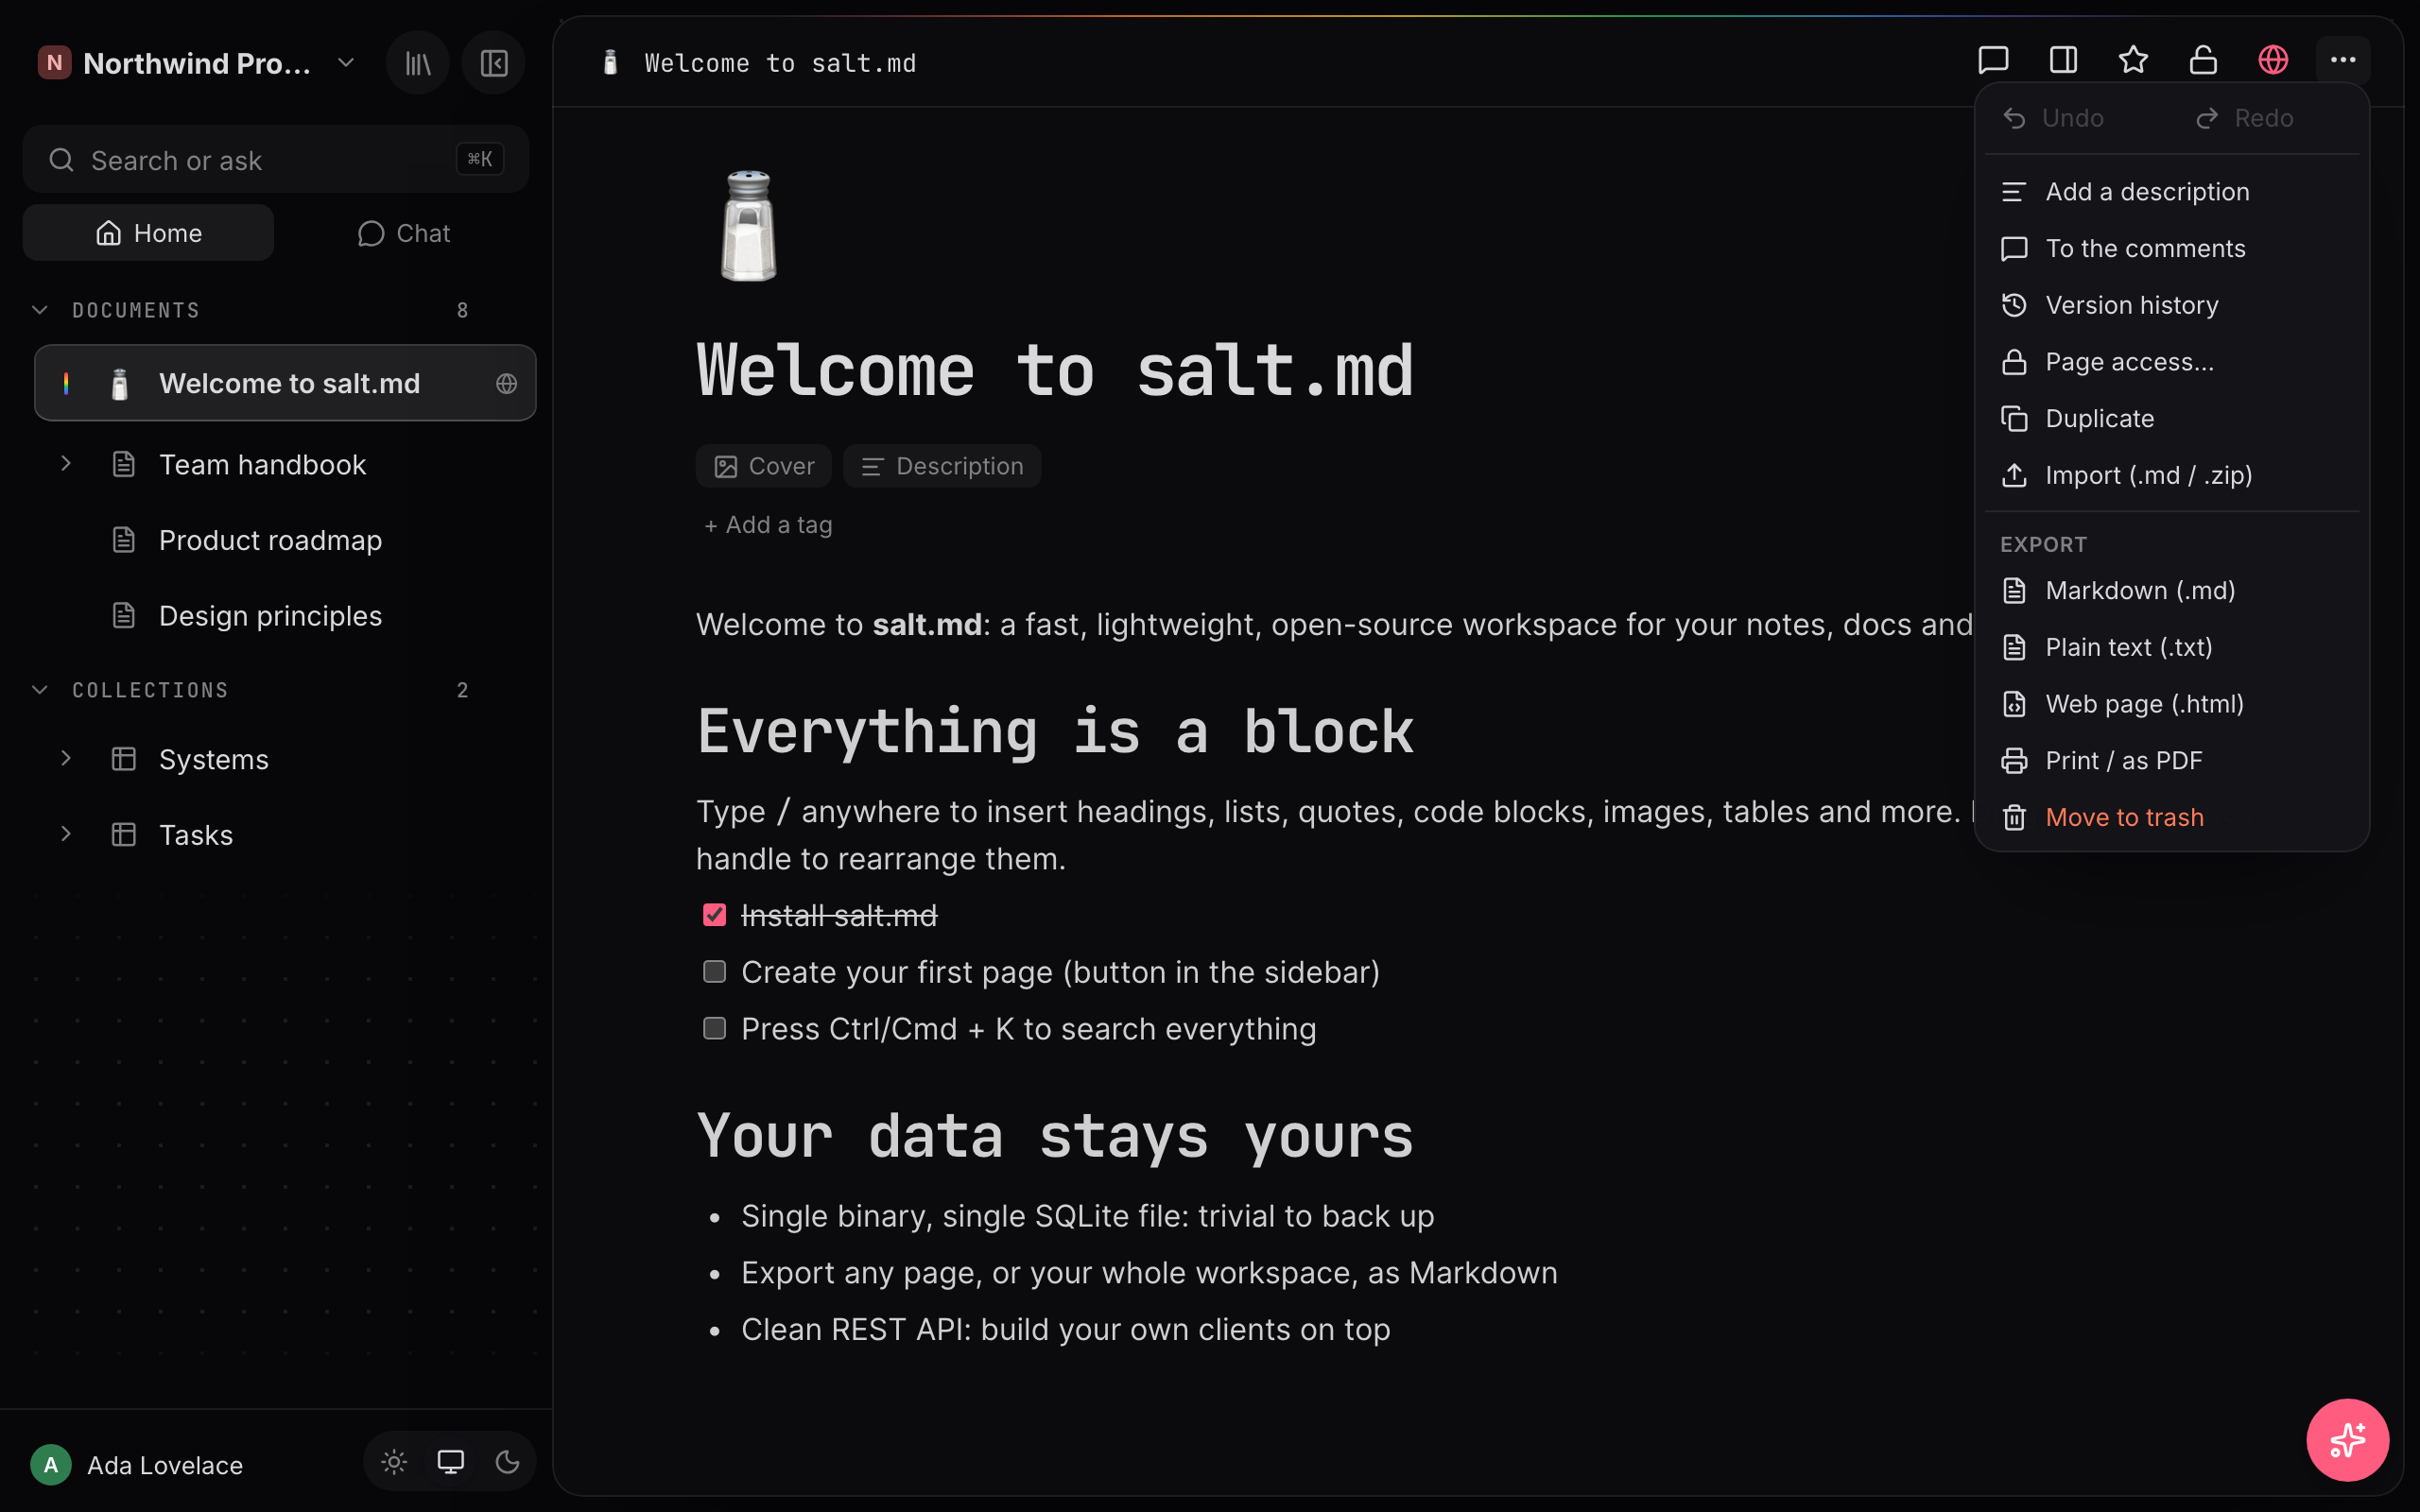 N Northwind Pro...
Search or ask ⌘K
Home Chat
DOCUMENTS 8
Welcome to salt.md
Team handbook
Product roadmap
Design principles
COLLECTIONS 2
Systems
Tasks
A Ada Lovelace
Welcome to salt.md
Welcome to salt.md
Cover Description
+ Add a tag
Welcome to salt.md: a fast, lightweight, open-source workspace for your notes, docs and
Everything is a block
Type / anywhere to insert headings, lists, quotes, code blocks, images, tables and more.
handle to rearrange them.
Install salt.md
Create your first page (button in the sidebar)
Press Ctrl/Cmd + K to search everything
Your data stays yours
• Single binary, single SQLite file: trivial to back up
• Export any page, or your whole workspace, as Markdown
• Clean REST API: build your own clients on top
Undo Redo
Add a description
To the comments
Version history
Page access...
Duplicate
Import (.md / .zip)
EXPORT
Markdown (.md)
Plain text (.txt)
Web page (.html)
Print / as PDF
Move to trash